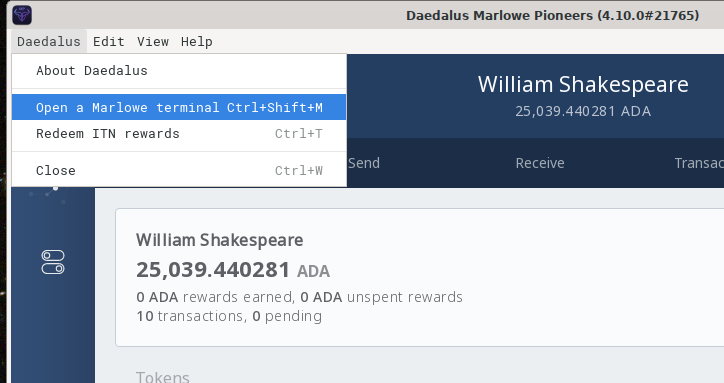 Daedalus Marlowe Pioneers (4.10.0#21765)
Daedalus Edit View Help
About Daedalus
Open a Marlowe terminal Ctrl+Shift+M
Redeem ITN rewards Ctrl+T
Close Ctrl+W
William Shakespeare
25,039.440281 ADA
Send Receive Transac
William Shakespeare
25,039.440281 ADA
0 ADA rewards earned, 0 ADA unspent rewards
10 transactions, 0 pending
Tokens